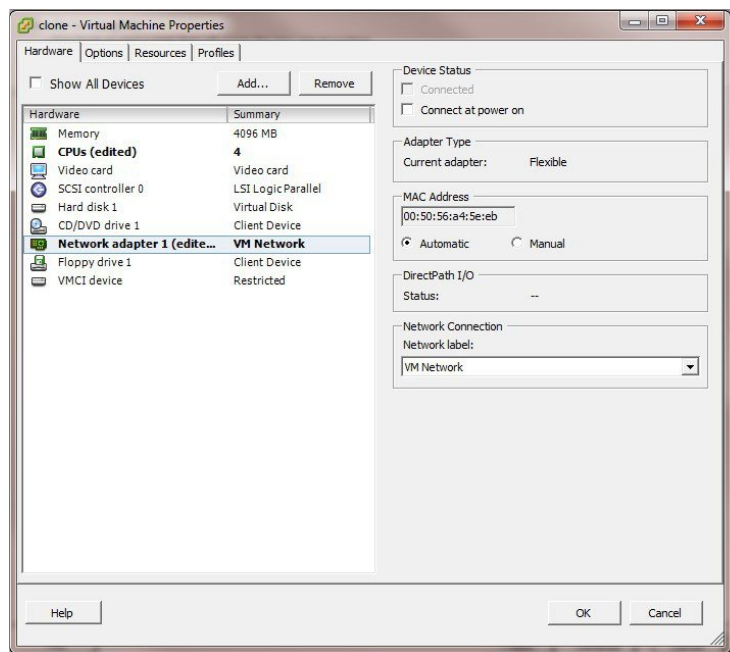 clone - Virtual Machine Properties
Hardware Options Resources Profiles
Show All Devices Add... Remove
Hardware Summary
Memory 4096 MB
CPUs (edited) 4
Video card Video card
SCSI controller 0 LSI Logic Parallel
Hard disk 1 Virtual Disk
CD/DVD drive 1 Client Device
Network adapter 1 (edite... VM Network
Floppy drive 1 Client Device
VMCI device Restricted
Device Status
Connected
Connect at power on
Adapter Type
Current adapter: Flexible
MAC Address
00:50:56:a4:5e:eb
Automatic Manual
DirectPath I/O
Status: --
Network Connection
Network label:
VM Network
Help OK Cancel